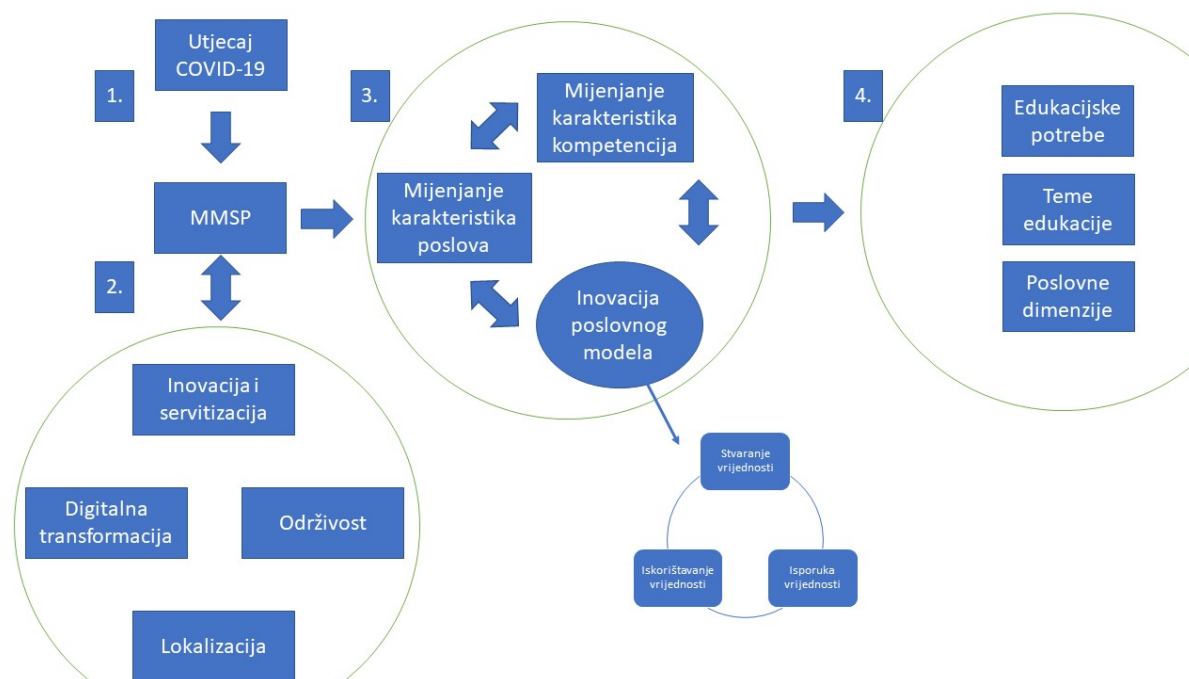 1.
Utjecaj
COVID-19
MMSP
2.
Inovacija i
servitizacija
Digitalna
transformacija
Održivost
Lokalizacija
3.
Mijenjanje
karakteristika
kompetencija
Mijenjanje
karakteristika
poslova
Inovacija
poslovnog
modela
Stvaranje
vrijednosti
Iskorištavanje
vrijednosti
Isporuka
vrijednosti
4.
Edukacijske
potrebe
Teme
edukacije
Poslovne
dimenzije